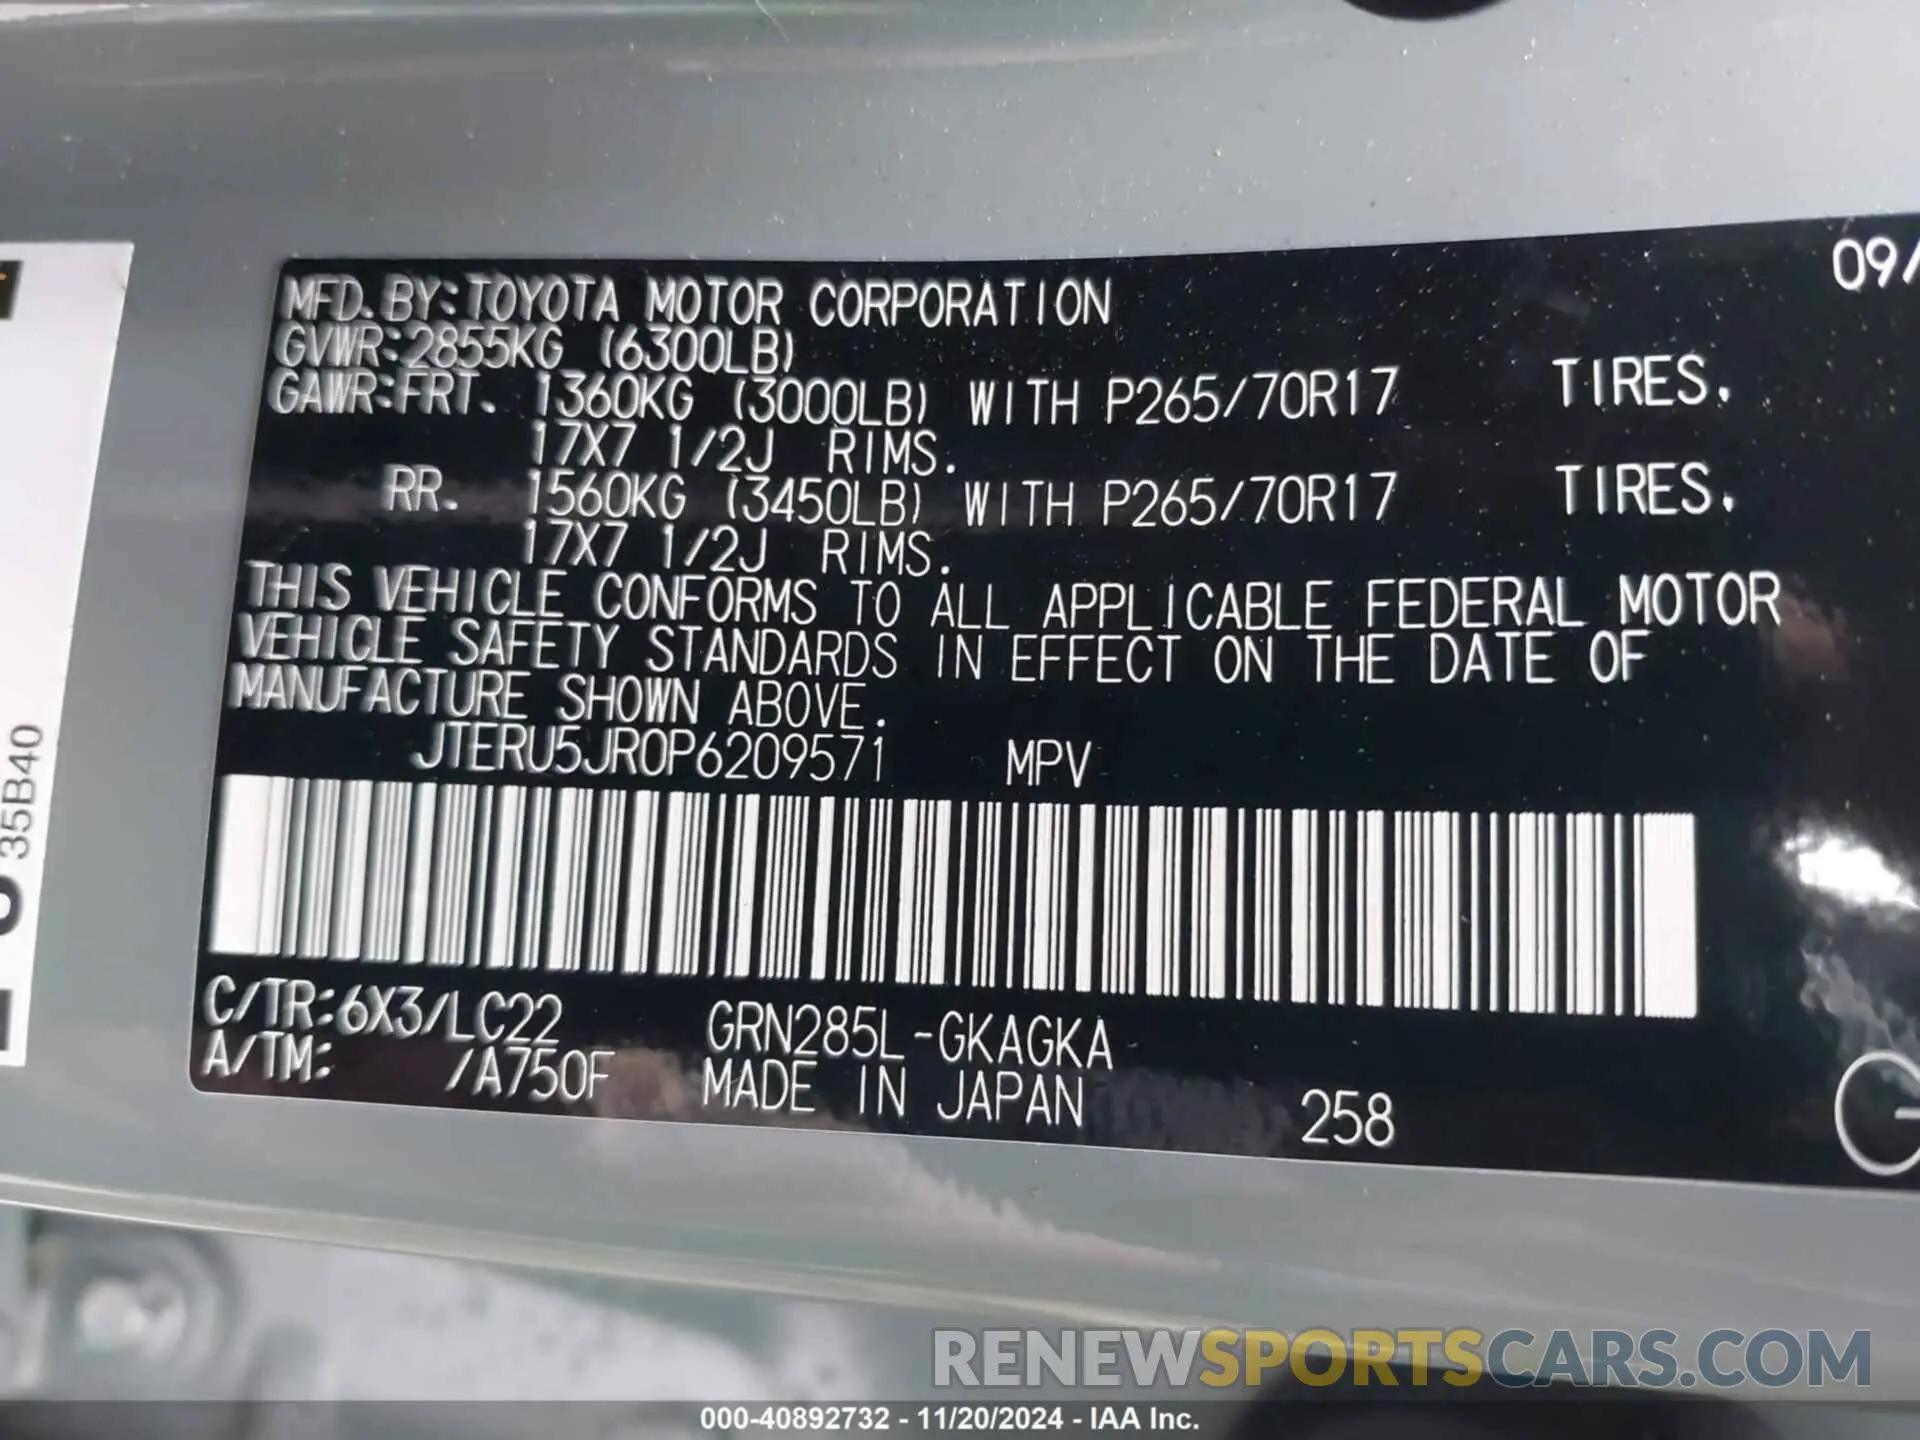 09/
MFD. BY: TOYOTA MOTOR CORPORATION
GVWR: 2855KG (6300LB)
GAWR: FRT. 1360KG (3000LB) WITH P265/70R17 TIRES.
17X7 1/2J RIMS.
RR. 1560KG (3450LB) WITH P265/70R17 TIRES.
17X7 1/2J RIMS.
THIS VEHICLE CONFORMS TO ALL APPLICABLE FEDERAL MOTOR
VEHICLE SAFETY STANDARDS IN EFFECT ON THE DATE OF
MANUFACTURE SHOWN ABOVE.
JTERU5JR0P6209571 MPV
C/TR: 6X3/LC22 GRN285L-GKAGKA
A/TM: /A750F MADE IN JAPAN 258
35B40
RENEWSPORTSCARS.COM
000-40892732 - 11/20/2024 - IAA Inc.